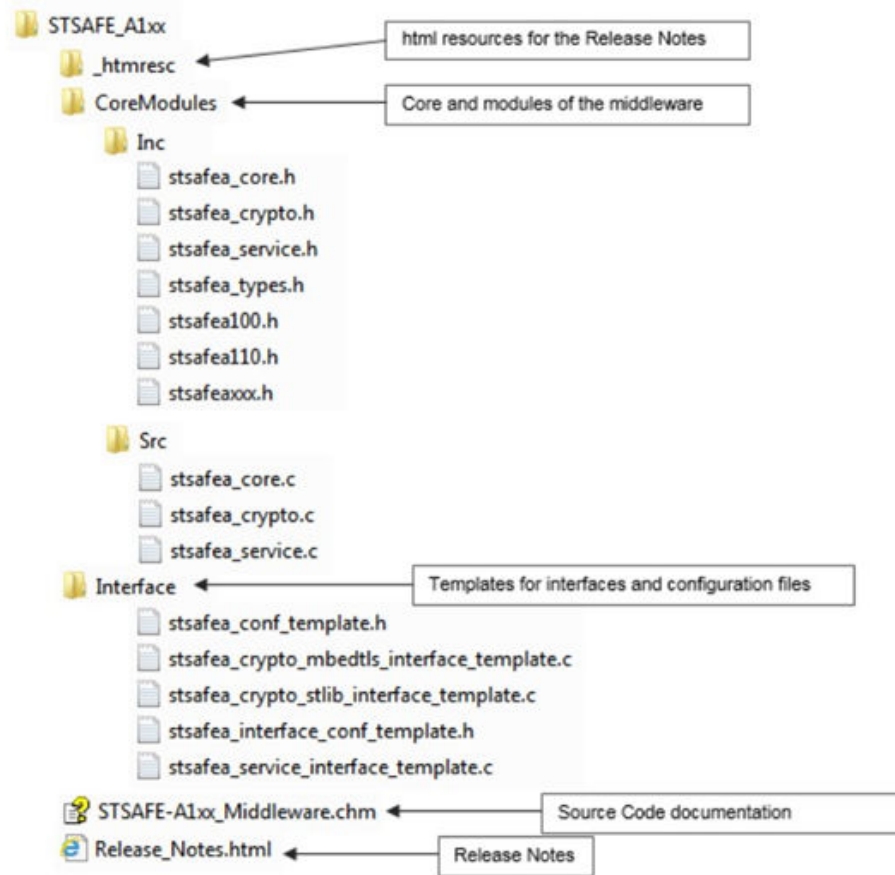 STSAFE_A1xx
html resources for the Release Notes
_htmresc
CoreModules
Core and modules of the middleware
Inc
stsafea_core.h
stsafea_crypto.h
stsafea_service.h
stsafea_types.h
stsafea100.h
stsafea110.h
stsafeaxxx.h
Src
stsafea_core.c
stsafea_crypto.c
stsafea_service.c
Interface
Templates for interfaces and configuration files
stsafea_conf_template.h
stsafea_crypto_mbedtls_interface_template.c
stsafea_crypto_stlib_interface_template.c
stsafea_interface_conf_template.h
stsafea_service_interface_template.c
STSAFE-A1xx_Middleware.chm
Source Code documentation
Release_Notes.html
Release Notes